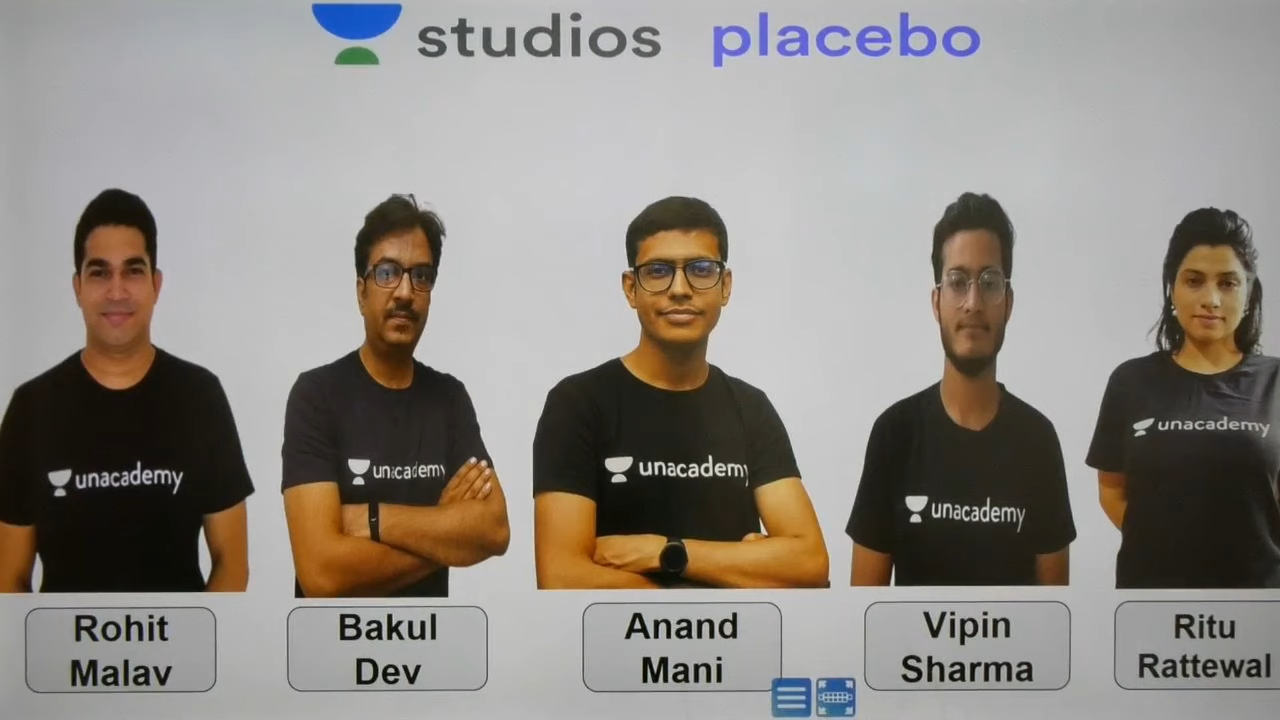 studios placebo
unacademy
unacademy
unacademy
unacademy
unacademy
Rohit
Malav
Bakul
Dev
Anand
Mani
Vipin
Sharma
Ritu
Rattewal